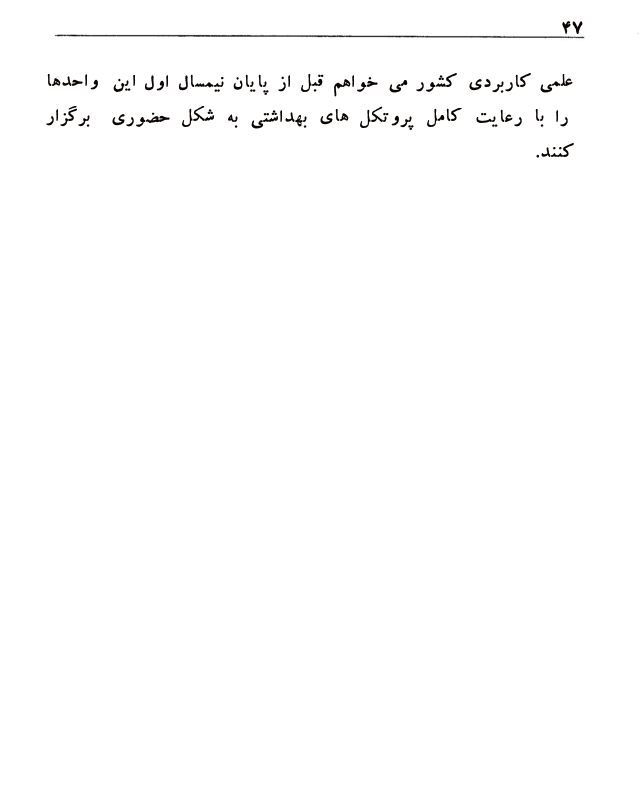 ۴۷
علمی کاربردی کشور می خواهم قبل از پایان نیمسال اول این واحدها
را با رعایت کامل پروتکل های بهداشتی به شکل حضوری برگزار
کنند.